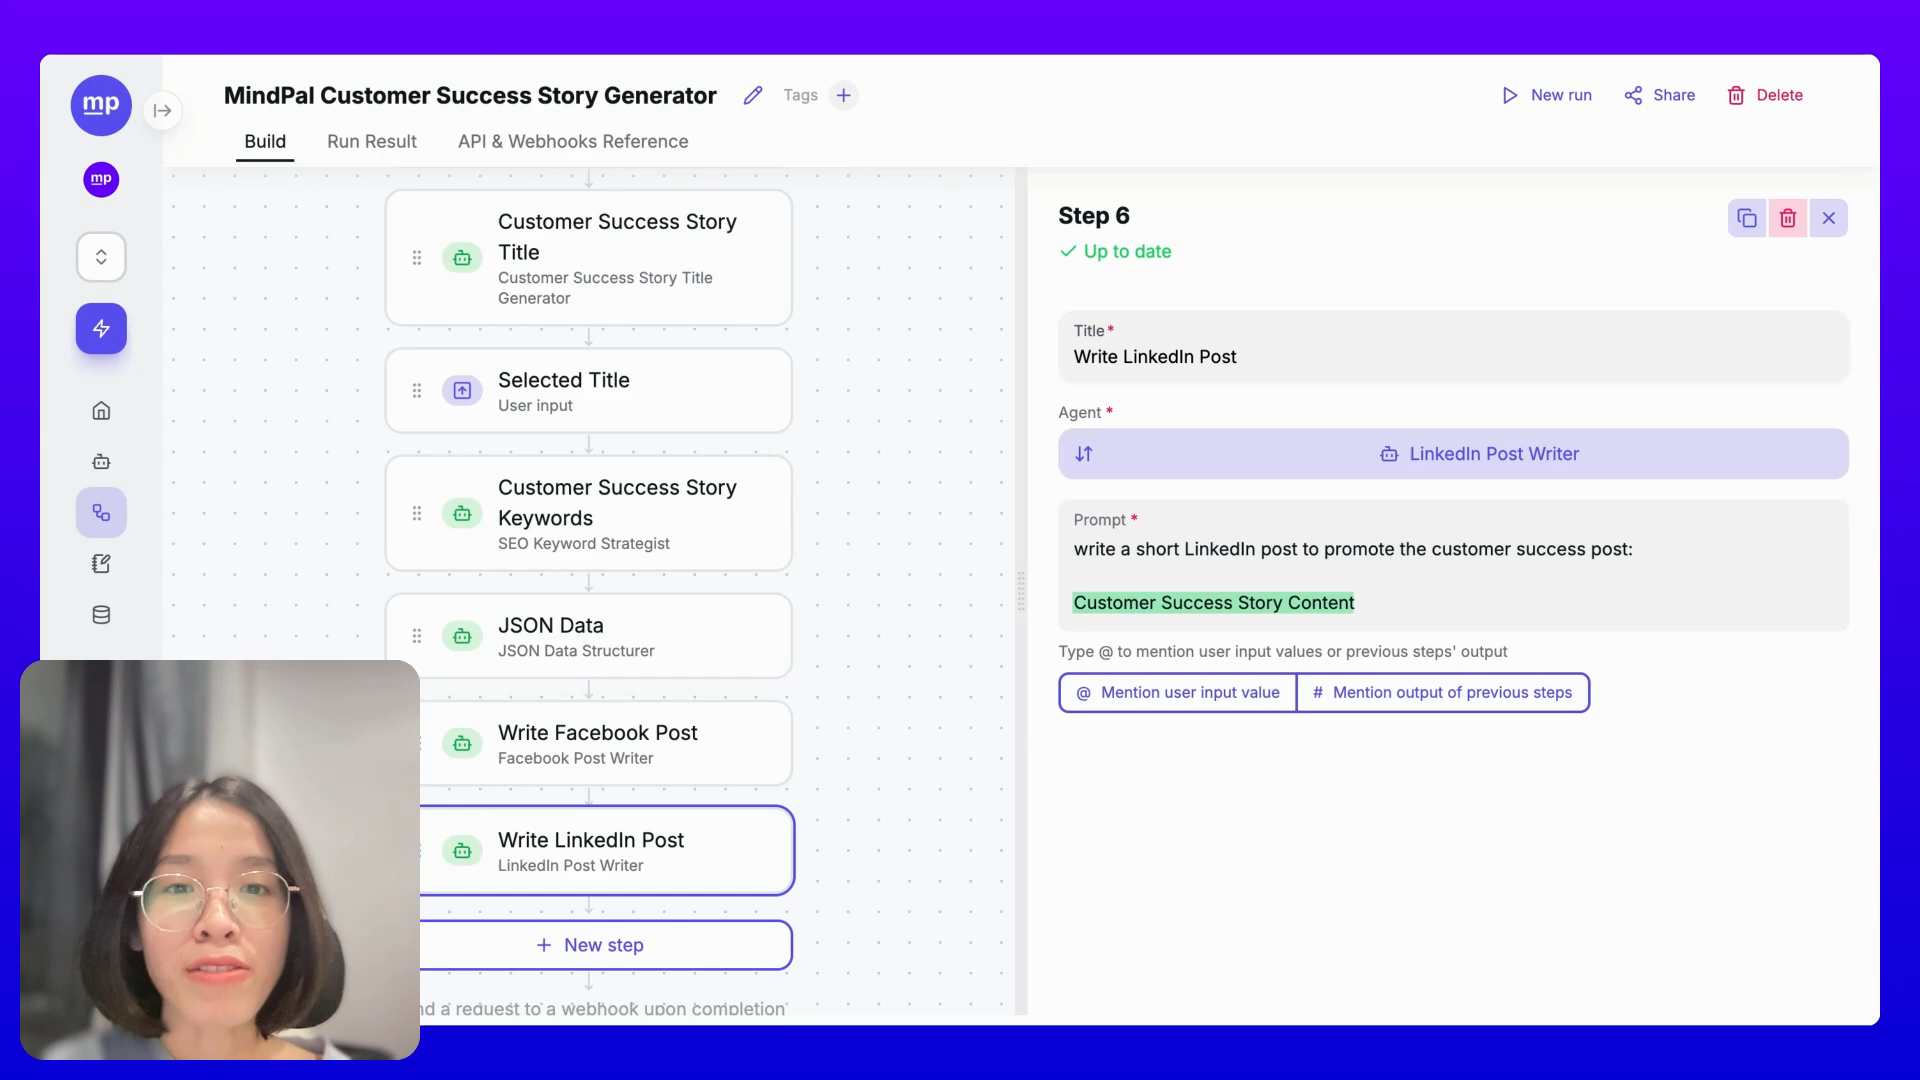 mp
MindPal Customer Success Story Generator
Tags
New run
Share
Delete
Build
Run Result
API & Webhooks Reference
mp
Customer Success Story
Title
Customer Success Story Title
Generator
Selected Title
User input
Customer Success Story
Keywords
SEO Keyword Strategist
JSON Data
JSON Data Structurer
Write Facebook Post
Facebook Post Writer
Write LinkedIn Post
LinkedIn Post Writer
+ New step
nd a request to a webhook upon completion
Step 6
Up to date
Title*
Write LinkedIn Post
Agent *
LinkedIn Post Writer
Prompt *
write a short LinkedIn post to promote the customer success post:
Customer Success Story Content
Type @ to mention user input values or previous steps' output
@ Mention user input value
# Mention output of previous steps